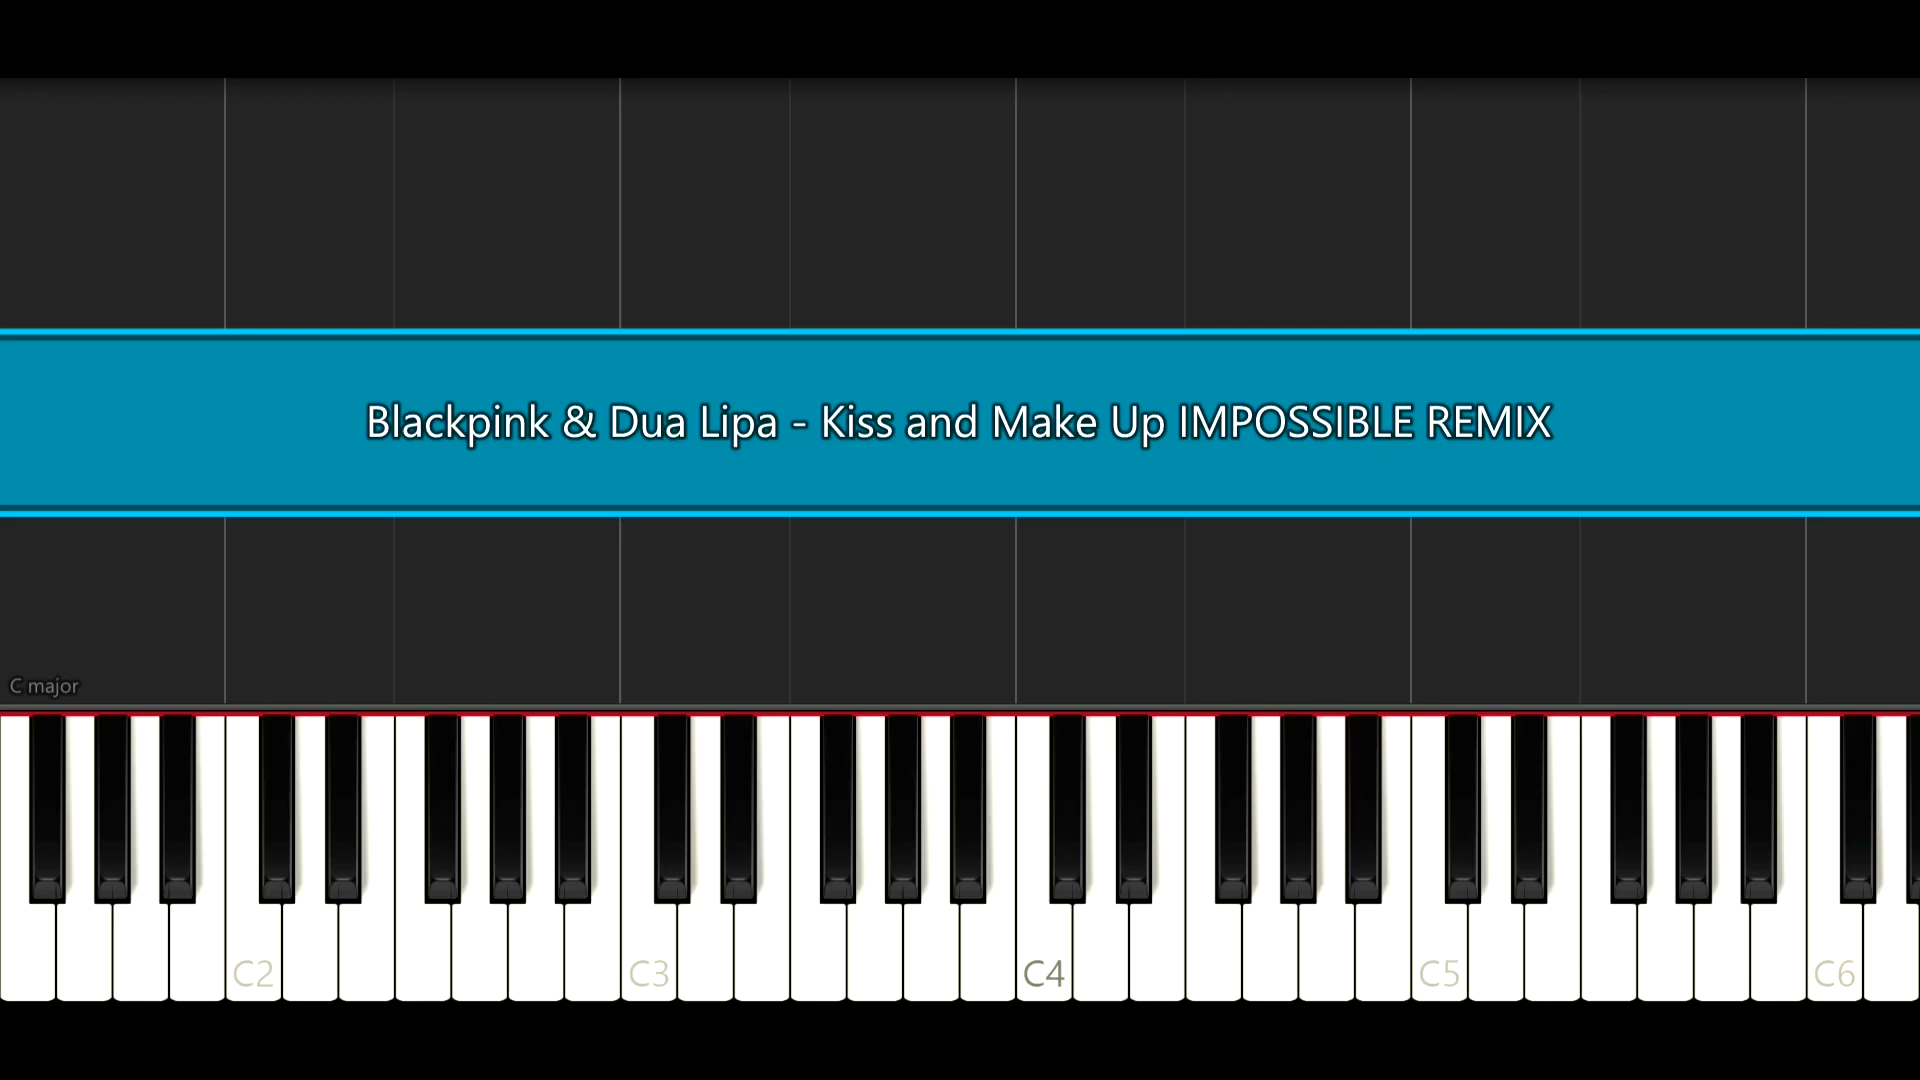 Blackpink & Dua Lipa - Kiss and Make Up IMPOSSIBLE REMIX
C major
C2 C3 C4 C5 C6